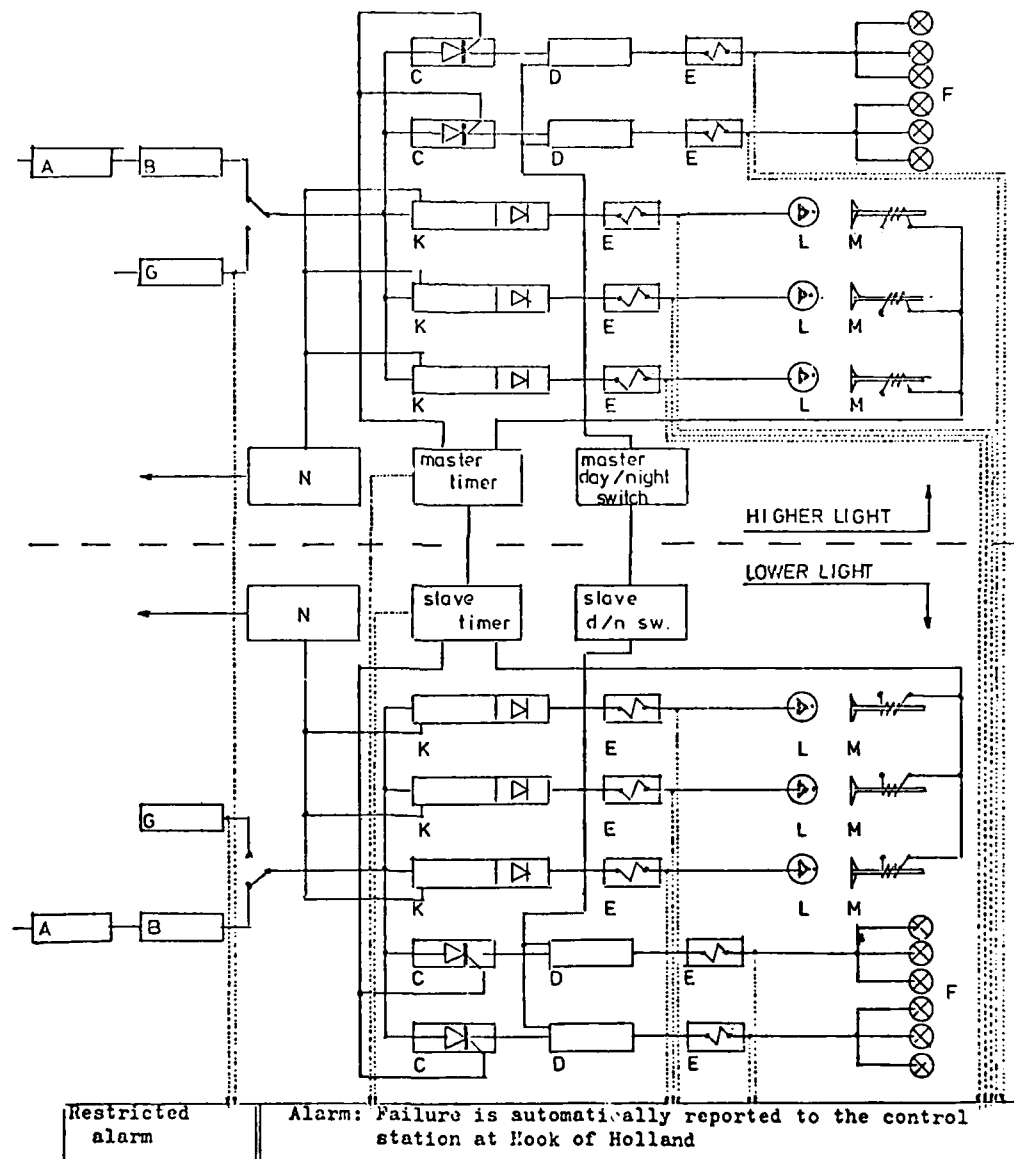 C D E
F
C D E
A B
K E L M
G
K E L M
K E L M
N
master
timer
master
day/night
switch
HIGHER LIGHT
LOWER LIGHT
N
slave
timer
slave
d/n sw.
K E L M
G
K E L M
K E L M
A B
C D E
F
C D E
Restricted
alarm
Alarm: Failure is automatically reported to the control
station at Hook of Holland